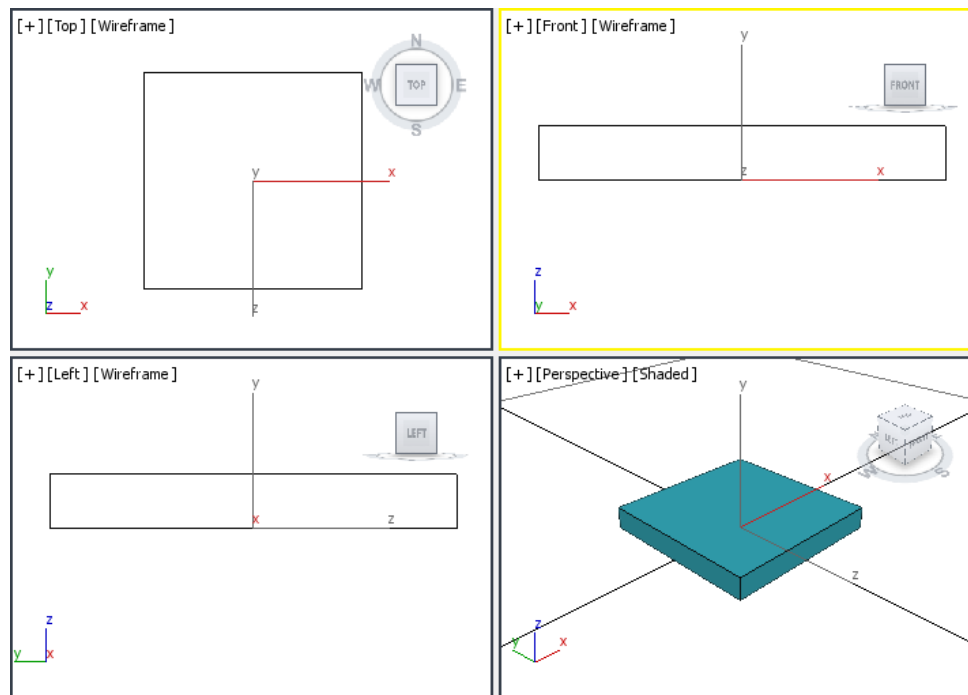 [+] [Top] [Wireframe]
N
W
TOP
E
S
y
x
z
y
z
x
[+] [Front] [Wireframe]
y
FRONT
z
x
z
y
x
[+] [Left] [Wireframe]
y
LEFT
x
z
z
y
x
[+] [Perspective] [Shaded]
y
x
W
S
z
z
y
x